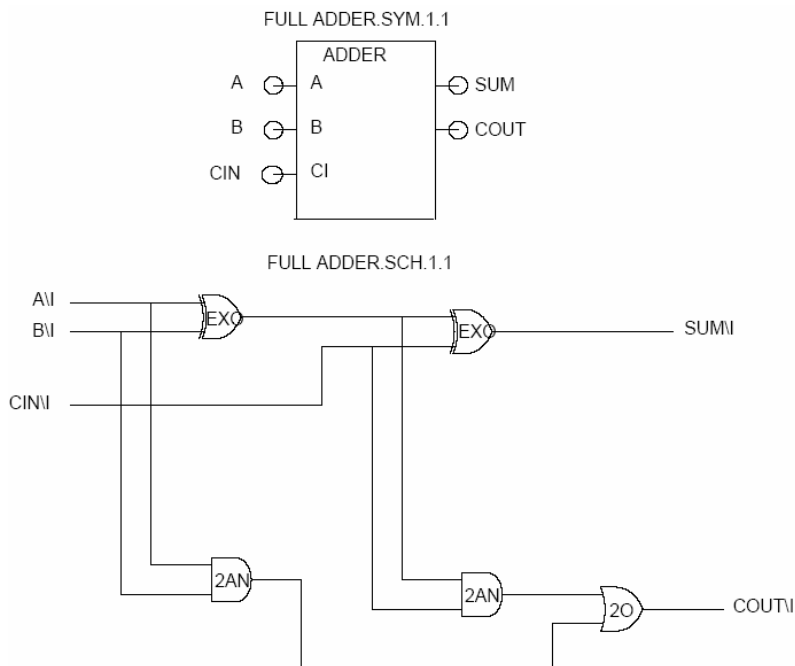 FULL ADDER.SYM.1.1
ADDER
A A SUM
B B COUT
CIN CI
FULL ADDER.SCH.1.1
A\I
EXO EXO
B\I SUM\I
CIN\I
2AN 2AN 2O COUT\I